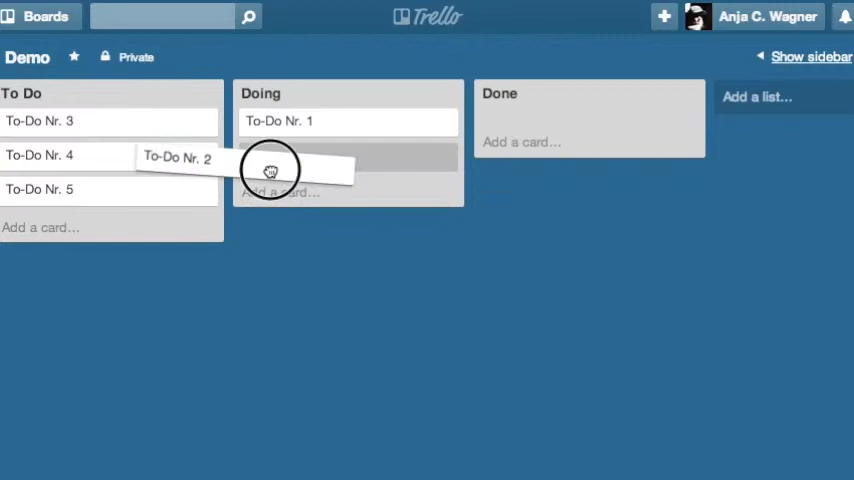 Boards
Trello
Anja C. Wagner
Demo
Private
Show sidebar
To Do
To-Do Nr. 3
To-Do Nr. 4
To-Do Nr. 5
Add a card...
To-Do Nr. 2
Doing
To-Do Nr. 1
Add a card...
Done
Add a card...
Add a list...